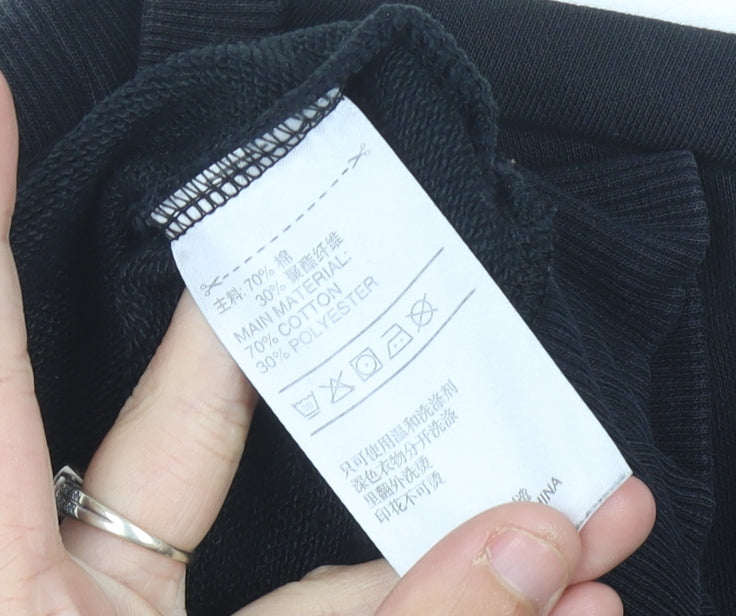 主料: 70% 棉
30% 聚酯纤维
MAIN MATERIAL:
70% COTTON
30% POLYESTER
30
只可使用温和洗涤剂
深色衣物分开洗涤
里翻外洗烫
印花不可烫